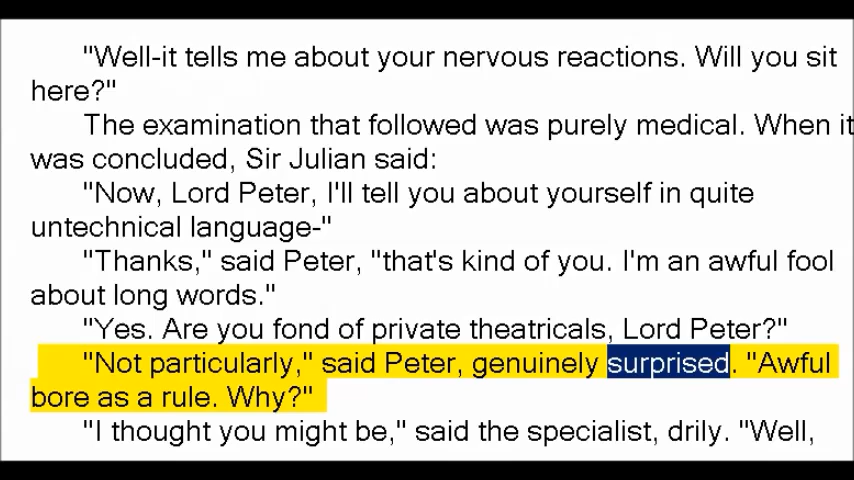 "Well-it tells me about your nervous reactions. Will you sit
here?"
The examination that followed was purely medical. When it
was concluded, Sir Julian said:
"Now, Lord Peter, I'll tell you about yourself in quite
untechnical language-"
"Thanks," said Peter, "that's kind of you. I'm an awful fool
about long words."
"Yes. Are you fond of private theatricals, Lord Peter?"
"Not particularly," said Peter, genuinely surprised. "Awful
bore as a rule. Why?"
"I thought you might be," said the specialist, drily. "Well,